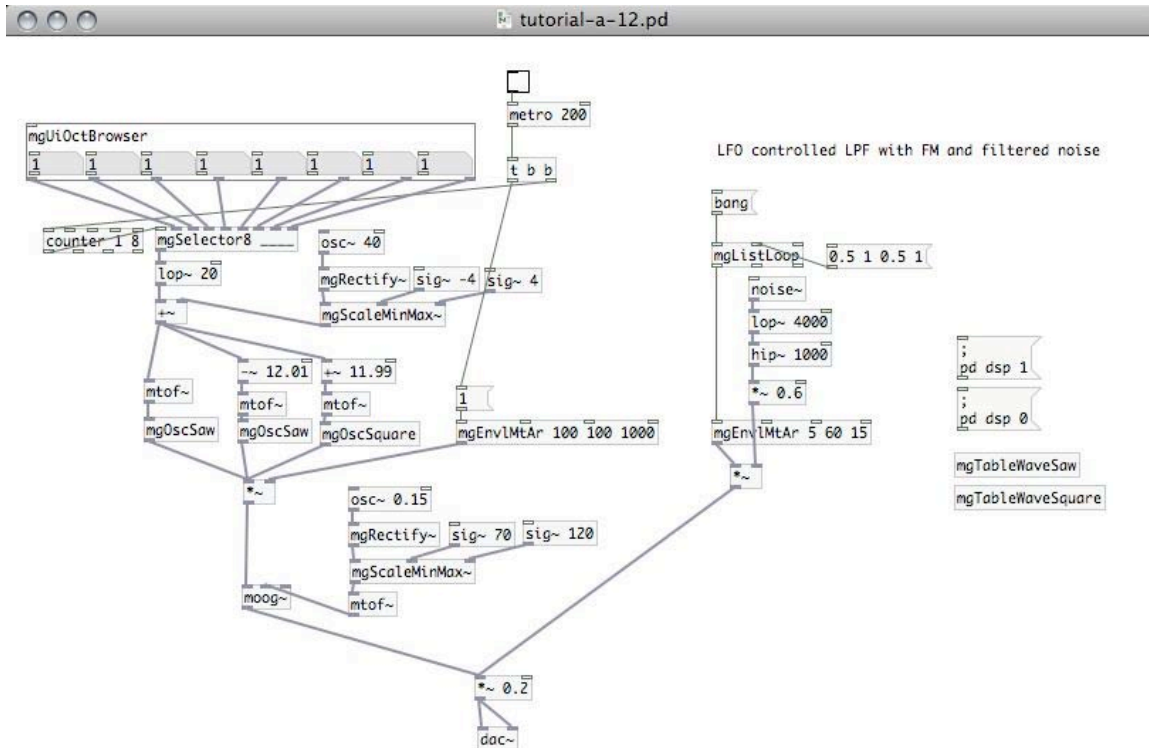 tutorial-a-12.pd
metro 200
mgUiOctBrowser
1 1 1 1 1 1 1 1
t b b
LFO controlled LPF with FM and filtered noise
bang
counter 1 8
mgSelector8 ____
osc~ 40
mgListLoop
0.5 1 0.5 1
lop~ 20
mgRectify~
sig~ -4
sig~ 4
noise~
+~
mgScaleMinMax~
lop~ 4000
hip~ 1000
;
pd dsp 1
-~ 12.01
+~ 11.99
mtof~
mtof~
mtof~
1
*~ 0.6
;
pd dsp 0
mgOscSaw
mgOscSaw
mgOscSquare
mgEnvlMtAr 100 100 1000
mgEnvlMtAr 5 60 15
mgTableWaveSaw
*~
*~
osc~ 0.15
mgTableWaveSquare
mgRectify~
sig~ 70
sig~ 120
mgScaleMinMax~
moog~
mtof~
*~ 0.2
dac~